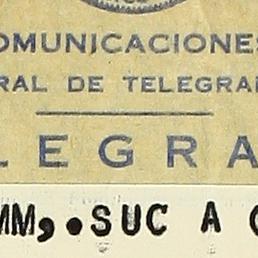 OMUNICACIONES
RAL DE TELEGRA
LEGRA
MM,.SUC A